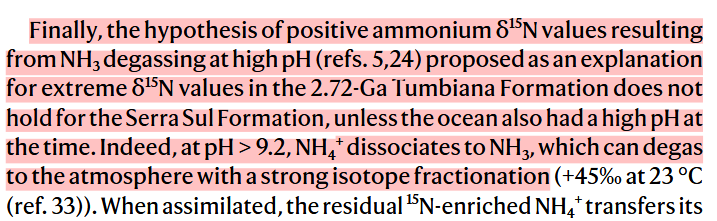 Finally, the hypothesis of positive ammonium δ¹⁵N values resulting
from NH₃ degassing at high pH (refs. 5,24) proposed as an explanation
for extreme δ¹⁵N values in the 2.72-Ga Tumbiana Formation does not
hold for the Serra Sul Formation, unless the ocean also had a high pH at
the time. Indeed, at pH > 9.2, NH₄⁺ dissociates to NH₃, which can degas
to the atmosphere with a strong isotope fractionation (+45‰ at 23 °C
(ref. 33)). When assimilated, the residual ¹⁵N-enriched NH₄⁺ transfers its